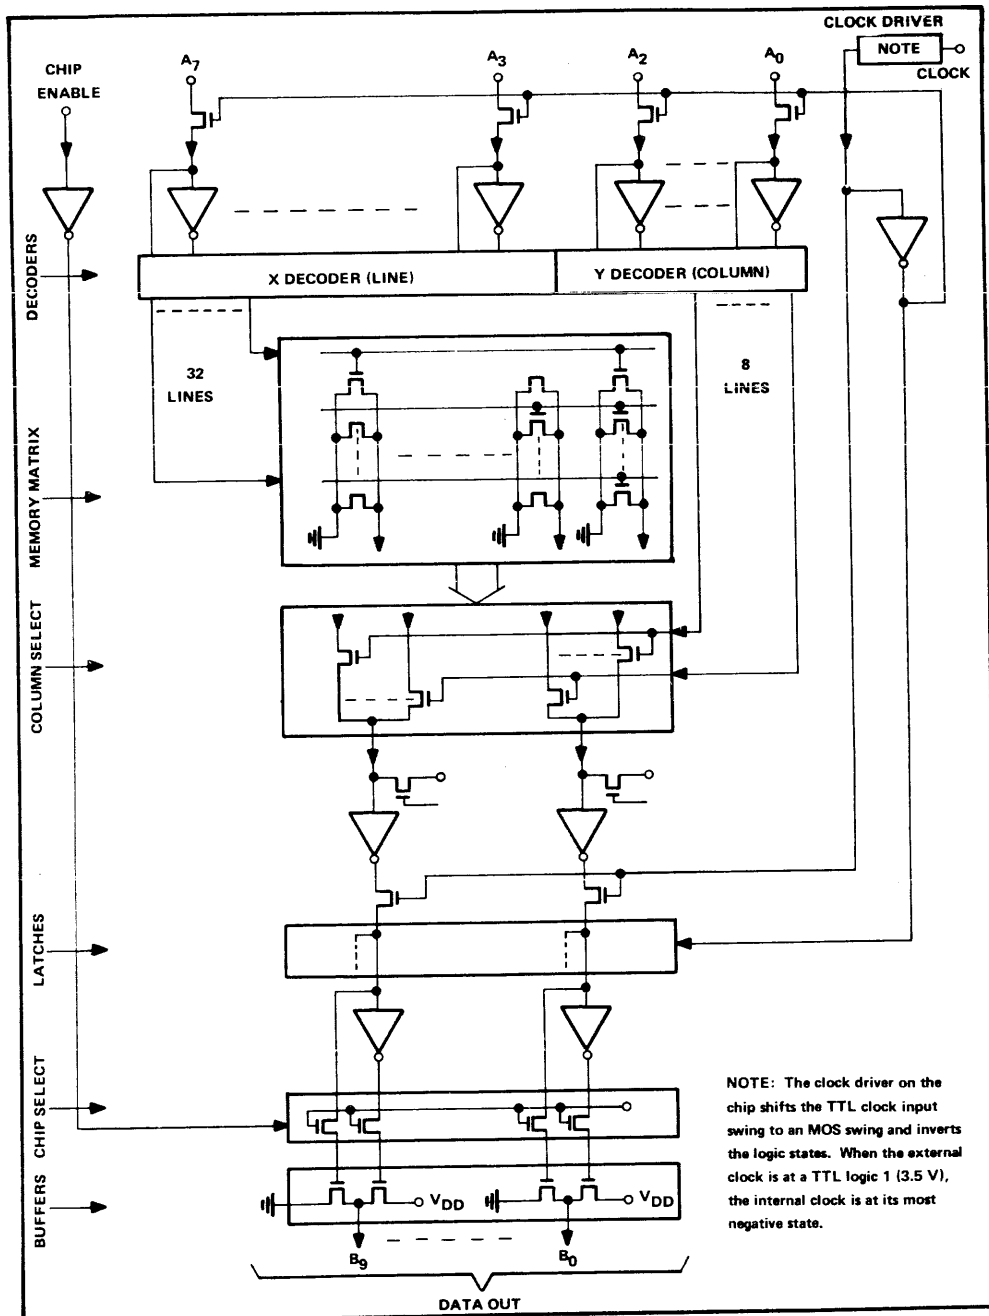 CLOCK DRIVER
NOTE
CLOCK
CHIP
ENABLE
A7
A3
A2
A0
DECODERS
X DECODER (LINE)
Y DECODER (COLUMN)
32
LINES
8
LINES
MEMORY MATRIX
COLUMN SELECT
LATCHES
CHIP SELECT
BUFFERS
VDD
VDD
B9
B0
DATA OUT
NOTE: The clock driver on the
chip shifts the TTL clock input
swing to an MOS swing and inverts
the logic states. When the external
clock is at a TTL logic 1 (3.5 V),
the internal clock is at its most
negative state.